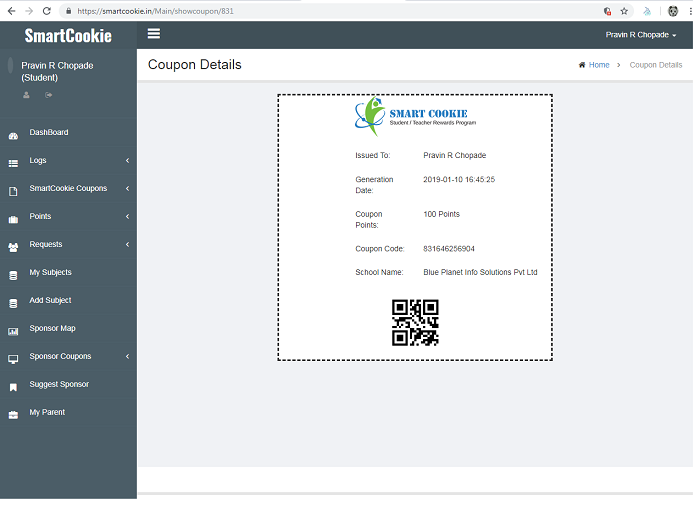 https://smartcookie.in/Main/showcoupon/831
SmartCookie
Pravin R Chopade
Pravin R Chopade
(Student)
Coupon Details
Home > Coupon Details
DashBoard
Logs
SmartCookie Coupons
Points
Requests
My Subjects
Add Subject
Sponsor Map
Sponsor Coupons
Suggest Sponsor
My Parent
SMART COOKIE
Student / Teacher Rewards Program
Issued To: Pravin R Chopade
Generation Date: 2019-01-10 16:45:25
Coupon Points: 100 Points
Coupon Code: 831646256904
School Name: Blue Planet Info Solutions Pvt Ltd